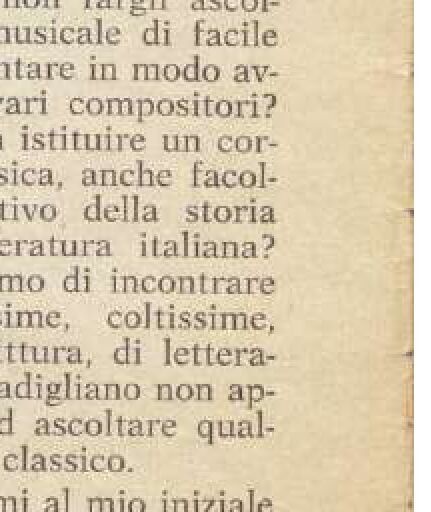 non fargli ascol-
musicale di facile
ntare in modo av-
vari compositori?
istituire un cor-
sica, anche facol-
tivo della storia
eratura italiana?
mo di incontrare
sime, coltissime,
ttura, di lettera-
adigliano non ap-
d ascoltare qual-
classico.
mi al mio iniziale